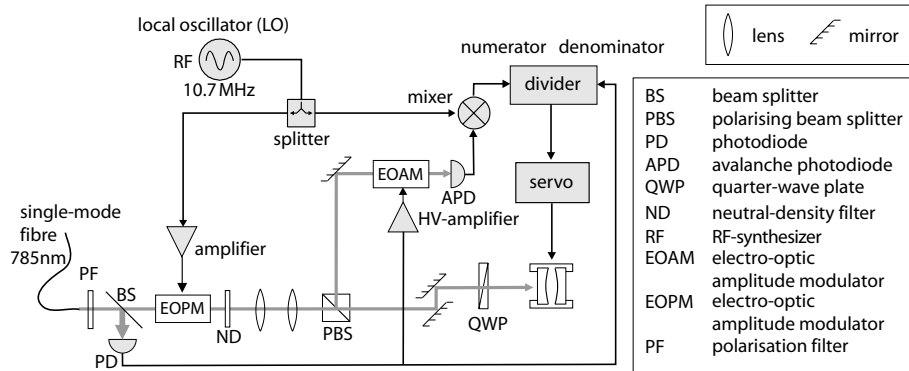 local oscillator (LO)
RF
10.7 MHz
splitter
mixer
numerator denominator
divider
servo
EOAM
APD
HV-amplifier
single-mode
fibre
785nm
amplifier
PF
BS
EOPM
ND
PBS
QWP
PD
lens
mirror
BS beam splitter
PBS polarising beam splitter
PD photodiode
APD avalanche photodiode
QWP quarter-wave plate
ND neutral-density filter
RF RF-synthesizer
EOAM electro-optic
amplitude modulator
EOPM electro-optic
amplitude modulator
PF polarisation filter